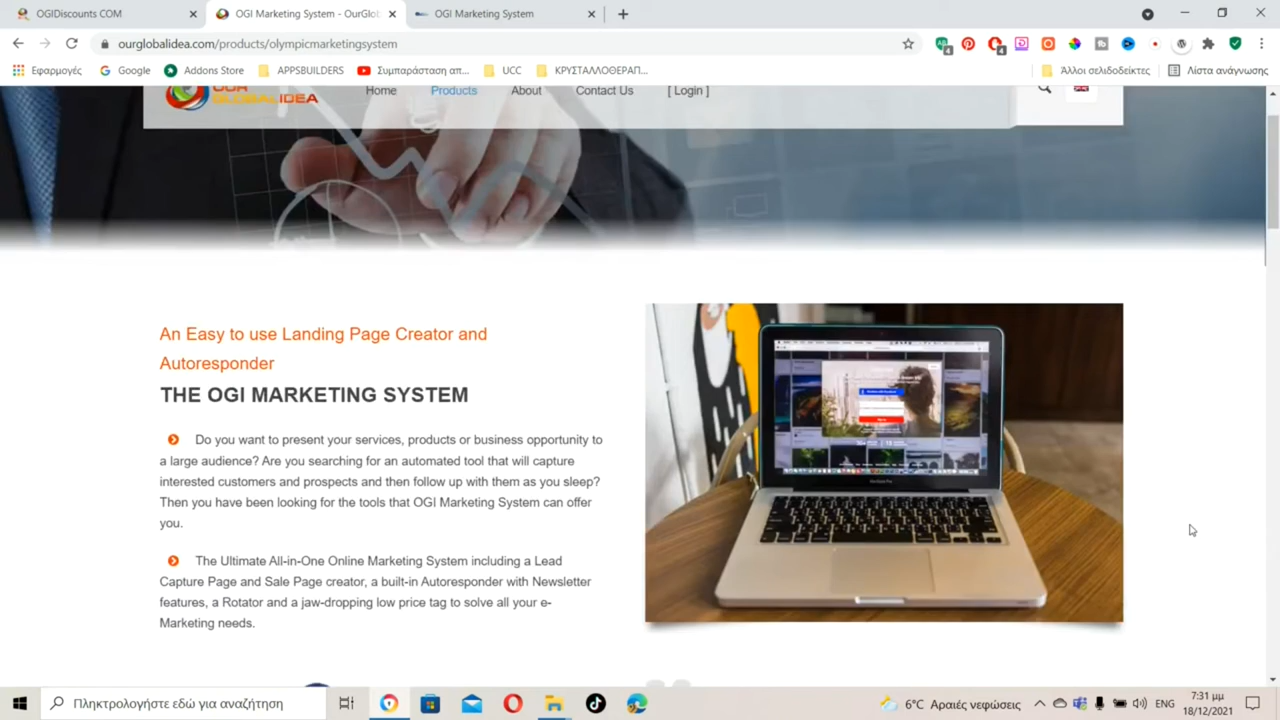 OGIDiscounts COM
OGI Marketing System - OurGlob
OGI Marketing System
ourglobalidea.com/products/olympicmarketingsystem
Εφαρμογές
Google
Addons Store
APPSBUILDERS
Συμπαράσταση απ...
UCC
ΚΡΥΣΤΑΛΛΟΘΕΡΑΠ...
Άλλοι σελιδοδείκτες
Λίστα ανάγνωσης
OUR
GLOBALIDEA
Home
Products
About
Contact Us
[ Login ]
An Easy to use Landing Page Creator and
Autoresponder
THE OGI MARKETING SYSTEM
Do you want to present your services, products or business opportunity to
a large audience? Are you searching for an automated tool that will capture
interested customers and prospects and then follow up with them as you sleep?
Then you have been looking for the tools that OGI Marketing System can offer
you.
The Ultimate All-in-One Online Marketing System including a Lead
Capture Page and Sale Page creator, a built-in Autoresponder with Newsletter
features, a Rotator and a jaw-dropping low price tag to solve all your e-
Marketing needs.
Πληκτρολογήστε εδώ για αναζήτηση
6°C Αραιές νεφώσεις
ENG
7:31 μμ
18/12/2021